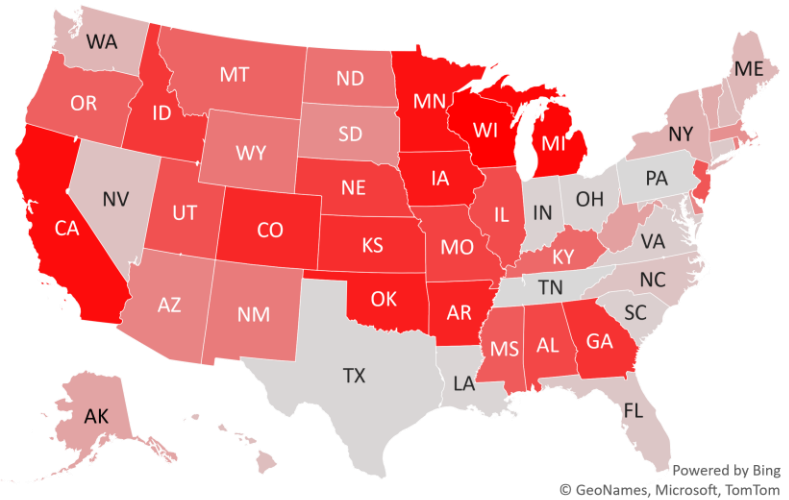 WA
ME
MT
ND
MN
OR
ID
WI
MI
NY
SD
WY
IA
PA
NE
OH
NV
IN
IL
UT
CO
VA
CA
KS
MO
KY
NC
TN
OK
AZ
NM
AR
SC
MS
AL
GA
TX
LA
FL
AK
Powered by Bing
© GeoNames, Microsoft, TomTom